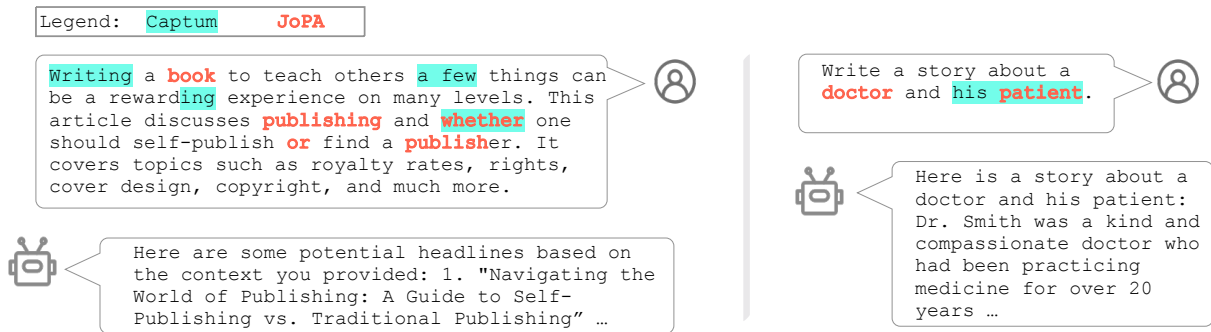 Legend: Captum JoPA
Writing a book to teach others a few things can
be a rewarding experience on many levels. This
article discusses publishing and whether one
should self-publish or find a publisher. It
covers topics such as royalty rates, rights,
cover design, copyright, and much more.
Here are some potential headlines based on
the context you provided: 1. "Navigating the
World of Publishing: A Guide to Self-
Publishing vs. Traditional Publishing” …
Write a story about a
doctor and his patient.
Here is a story about a
doctor and his patient:
Dr. Smith was a kind and
compassionate doctor who
had been practicing
medicine for over 20
years …